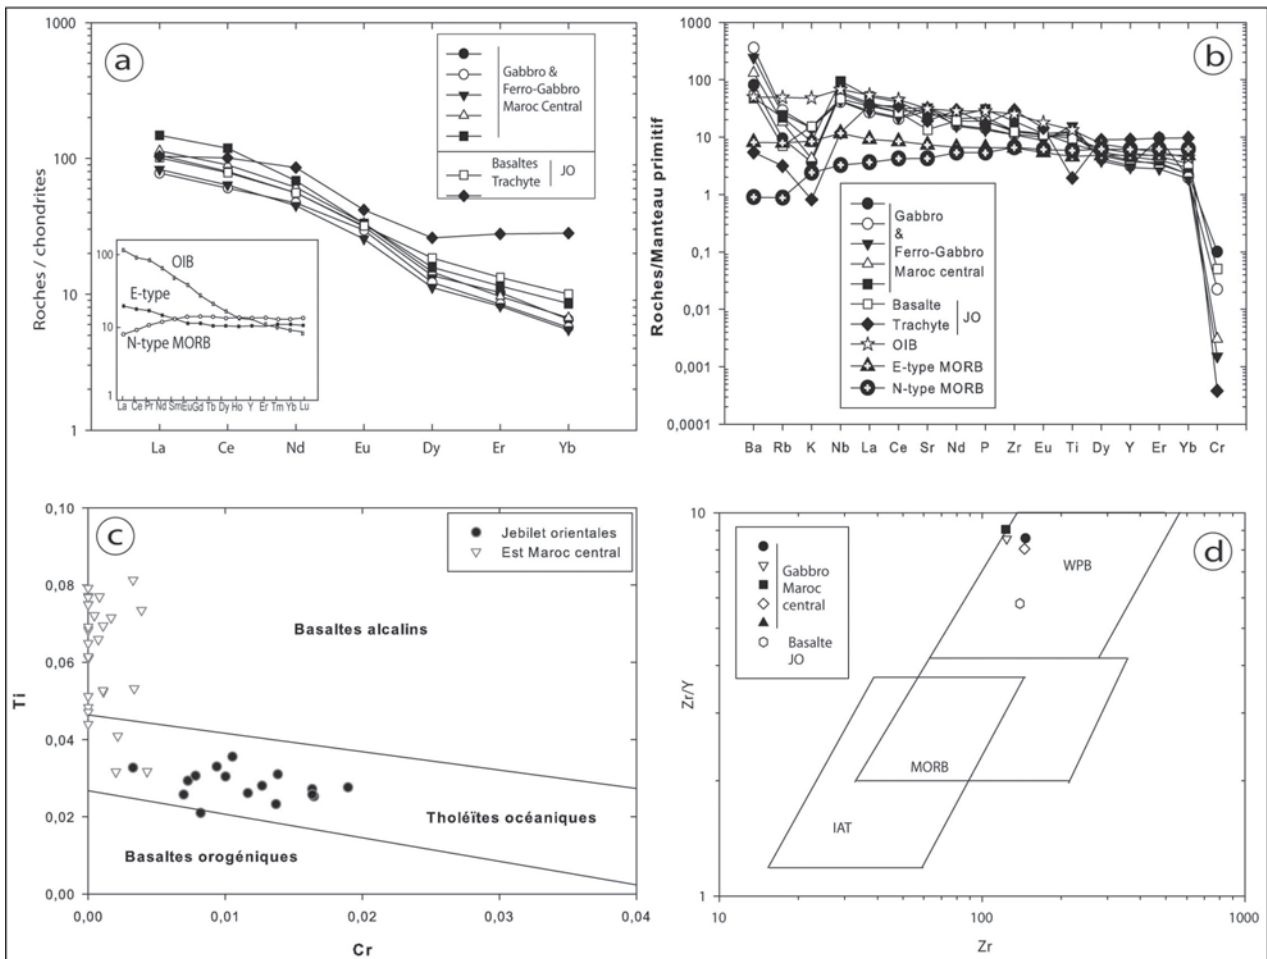 a
Roches / chondrites
1000
100
10
1
Gabbro &
Ferro-Gabbro
Maroc Central
Basaltes
Trachyte
JO
100
10
1
OIB
E-type
N-type MORB
La Ce Pr Nd Sm Eu Gd Tb Dy Ho Y Er Tm Yb Lu
La Ce Nd Eu Dy Er Yb
b
Roches/Manteau primitif
1000
100
10
1
0,1
0,01
0,001
0,0001
Gabbro
&
Ferro-Gabbro
Maroc central
Basalte
Trachyte
JO
OIB
E-type MORB
N-type MORB
Ba Rb K Nb La Ce Sr Nd P Zr Eu Ti Dy Y Er Yb Cr
c
Ti
0,10
0,08
0,06
0,04
0,02
0,00
Jebilet orientales
Est Maroc central
Basaltes alcalins
Tholéïtes océaniques
Basaltes orogéniques
0,00 0,01 0,02 0,03 0,04
Cr
d
Zr/Y
10
1
Gabbro
Maroc
central
Basalte
JO
WPB
MORB
IAT
10 100 1000
Zr